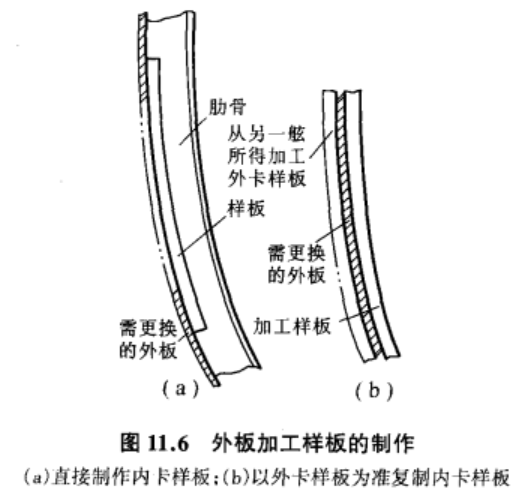 肋骨
从另一舷
所得加工
外卡样板
样板
需更换
的外板
加工样板
需更换
的外板
(a)
(b)
图 11.6 外板加工样板的制作
(a)直接制作内卡样板;(b)以外卡样板为准复制内卡样板